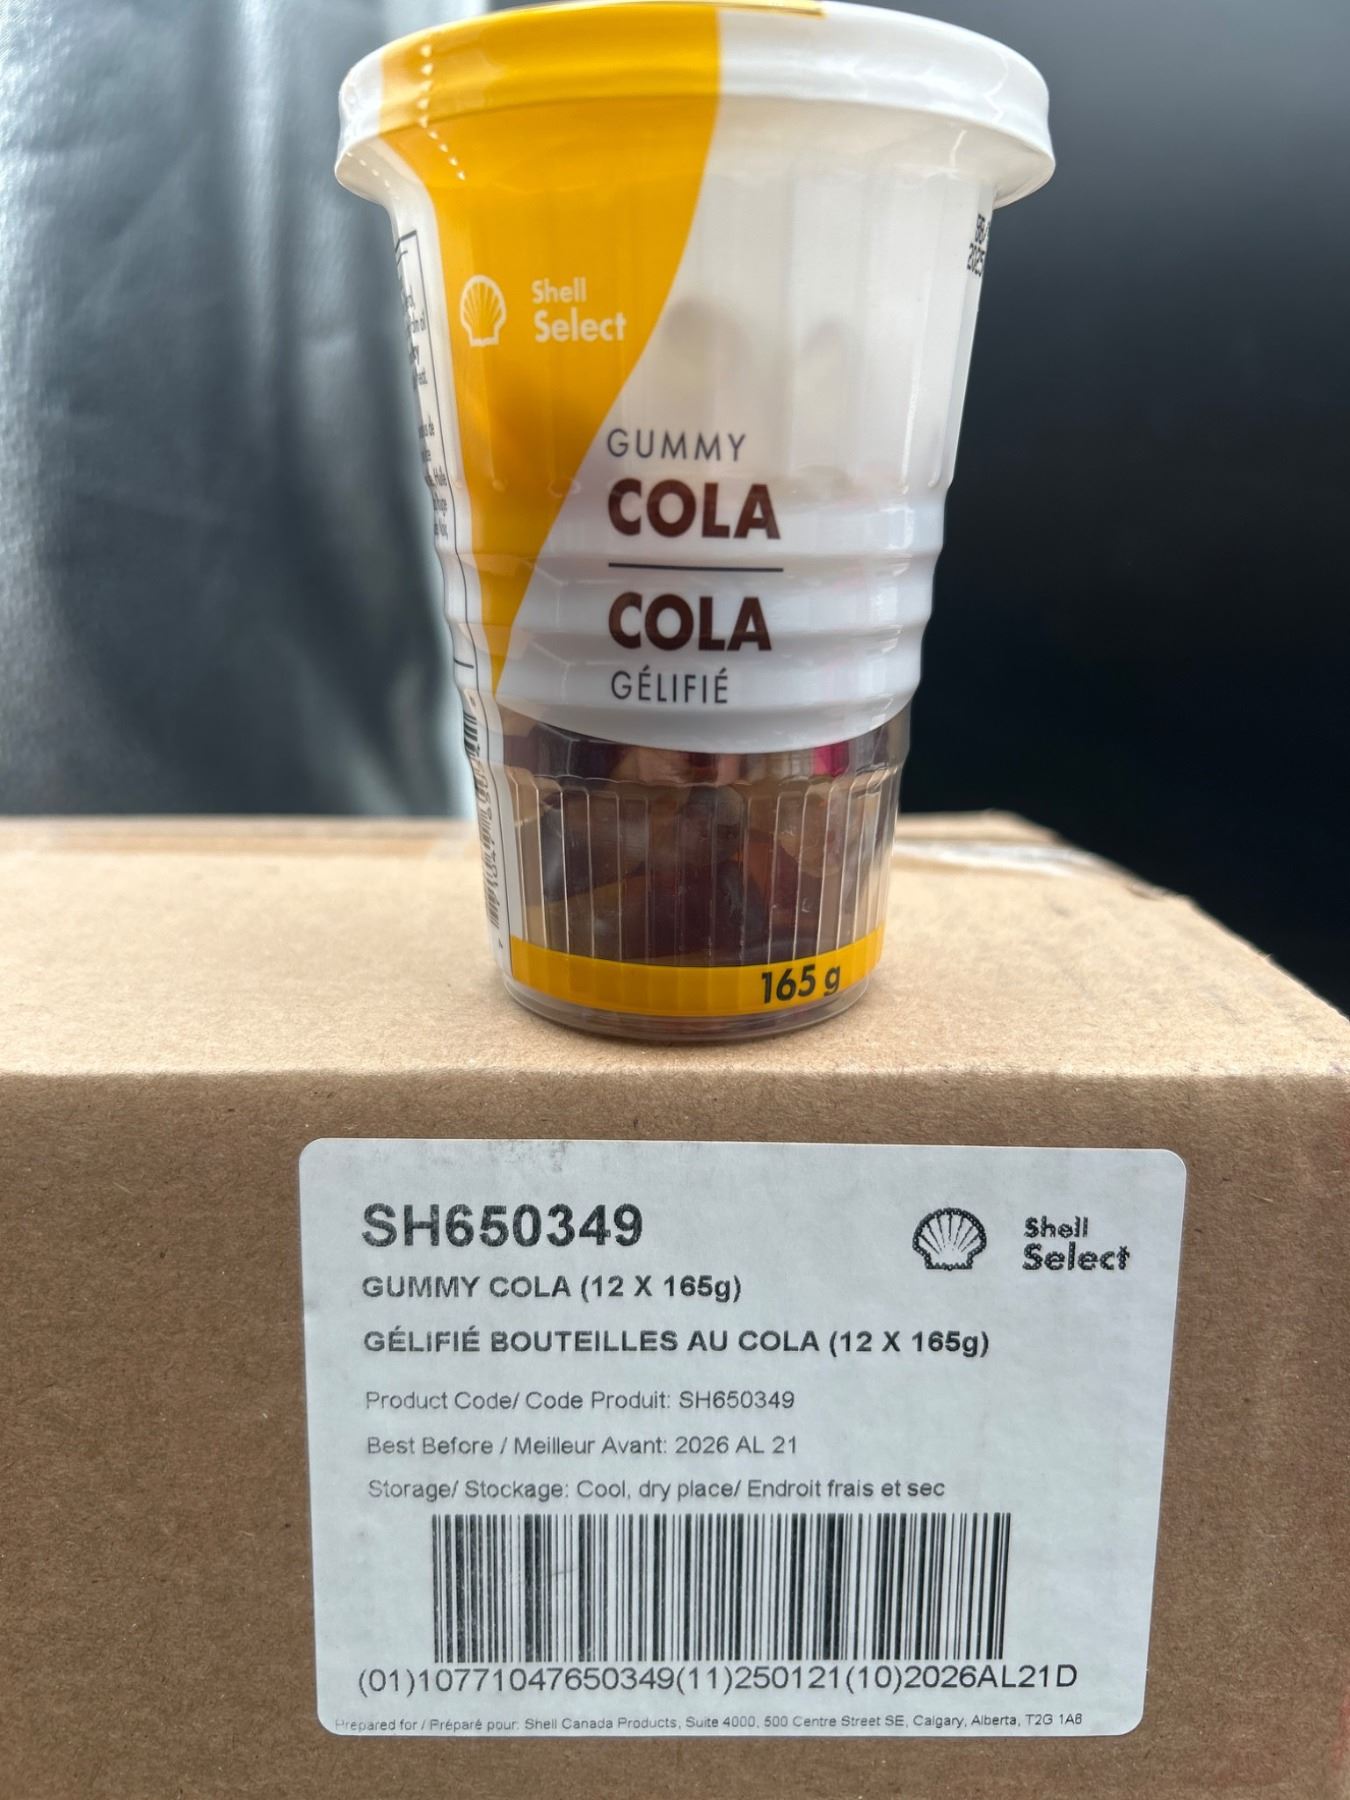 Shell
Select
GUMMY
COLA
COLA
GÉLIFIÉ
165 g
SH650349
Shell
Select
GUMMY COLA (12 X 165g)
GÉLIFIÉ BOUTEILLES AU COLA (12 X 165g)
Product Code/ Code Produit: SH650349
Best Before / Meilleur Avant: 2026 AL 21
Storage/ Stockage: Cool, dry place/ Endroit frais et sec
(01)10771047650349(11)250121(10)2026AL21D
Prepared for / Préparé pour: Shell Canada Products, Suite 4000, 500 Centre Street SE, Calgary, Alberta, T2G 1A6